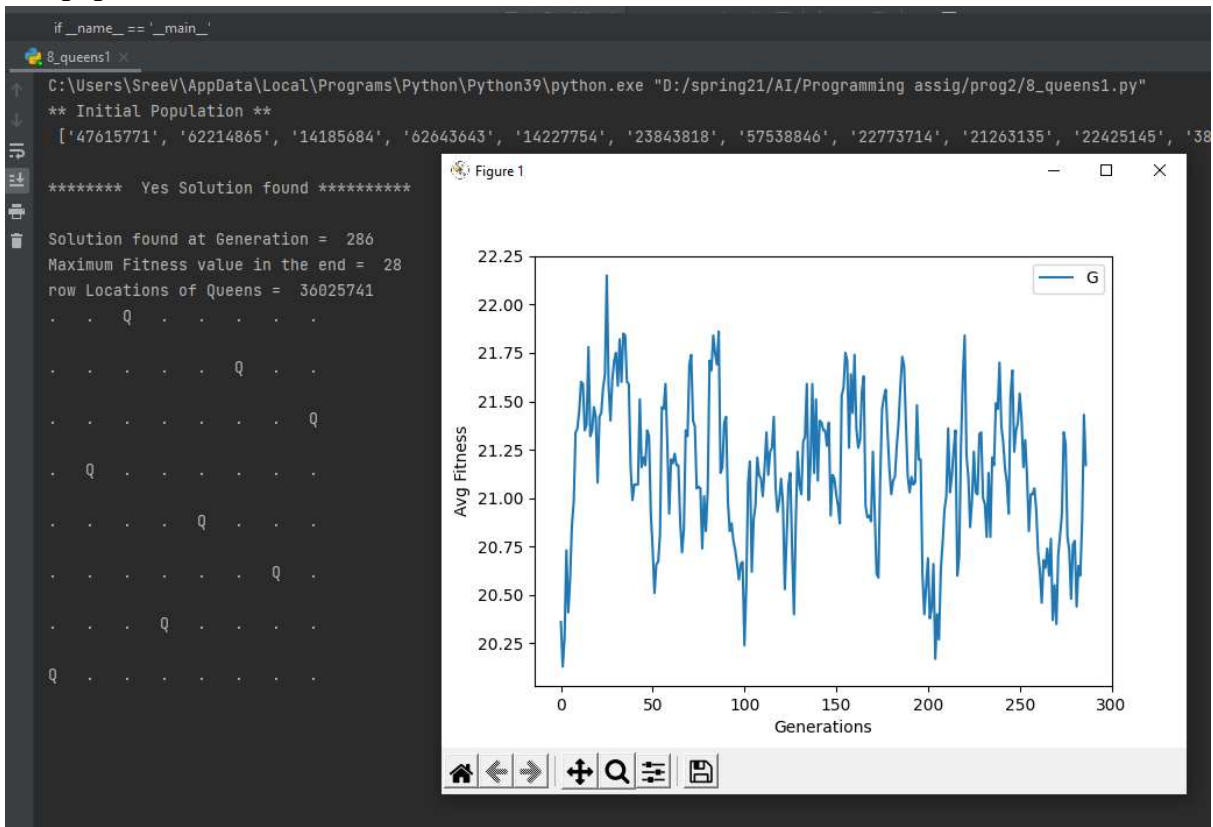 if __name__ == '__main__'
8_queens1
C:\Users\SreeV\AppData\Local\Programs\Python\Python39\python.exe "D:/spring21/AI/Programming assig/prog2/8_queens1.py"
** Initial Population **
['47615771', '62214865', '14185684', '62643643', '14227754', '23843818', '57538846', '22773714', '21263135', '22425145', '38
******** Yes Solution found **********
Solution found at Generation = 286
Maximum Fitness value in the end = 28
row Locations of Queens = 36025741
. . Q . . . . .
. . . . . Q . .
. . . . . . . Q
. Q . . . . . .
. . . . Q . . .
. . . . . . Q .
. . . Q . . . .
Q . . . . . . .
Figure 1
22.25
22.00
21.75
21.50
21.25
21.00
20.75
20.50
20.25
Avg Fitness
G
0 50 100 150 200 250 300
Generations